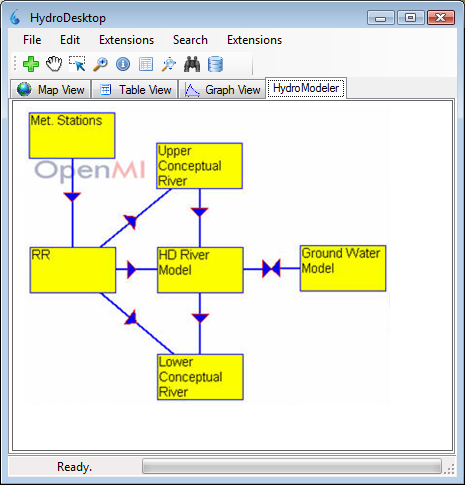 HydroDesktop
File Edit Extensions Search Extensions
Map View Table View Graph View HydroModeler
Met. Stations
OpenMI
Upper
Conceptual
River
RR
HD River
Model
Ground Water
Model
Lower
Conceptual
River
Ready.